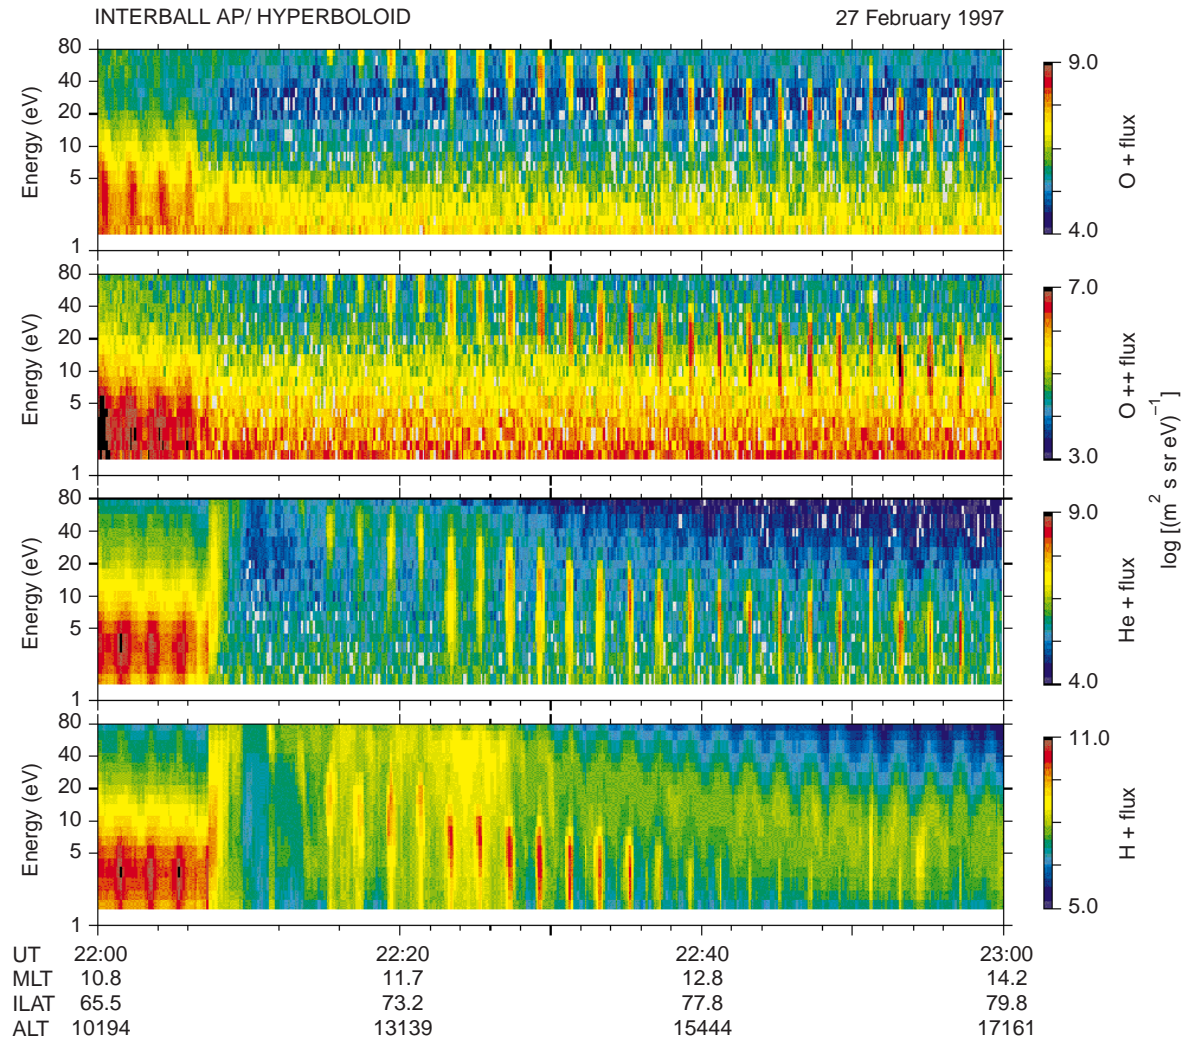 INTERBALL AP/ HYPERBOLOID 27 February 1997
80
40
20
10
5
1
Energy (eV)
9.0
4.0
O + flux
80
40
20
10
5
1
Energy (eV)
7.0
3.0
O ++ flux
log [(m² s sr eV)⁻¹]
80
40
20
10
5
1
Energy (eV)
9.0
4.0
He + flux
80
40
20
10
5
1
Energy (eV)
11.0
5.0
H + flux
UT 22:00 22:20 22:40 23:00
MLT 10.8 11.7 12.8 14.2
ILAT 65.5 73.2 77.8 79.8
ALT 10194 13139 15444 17161